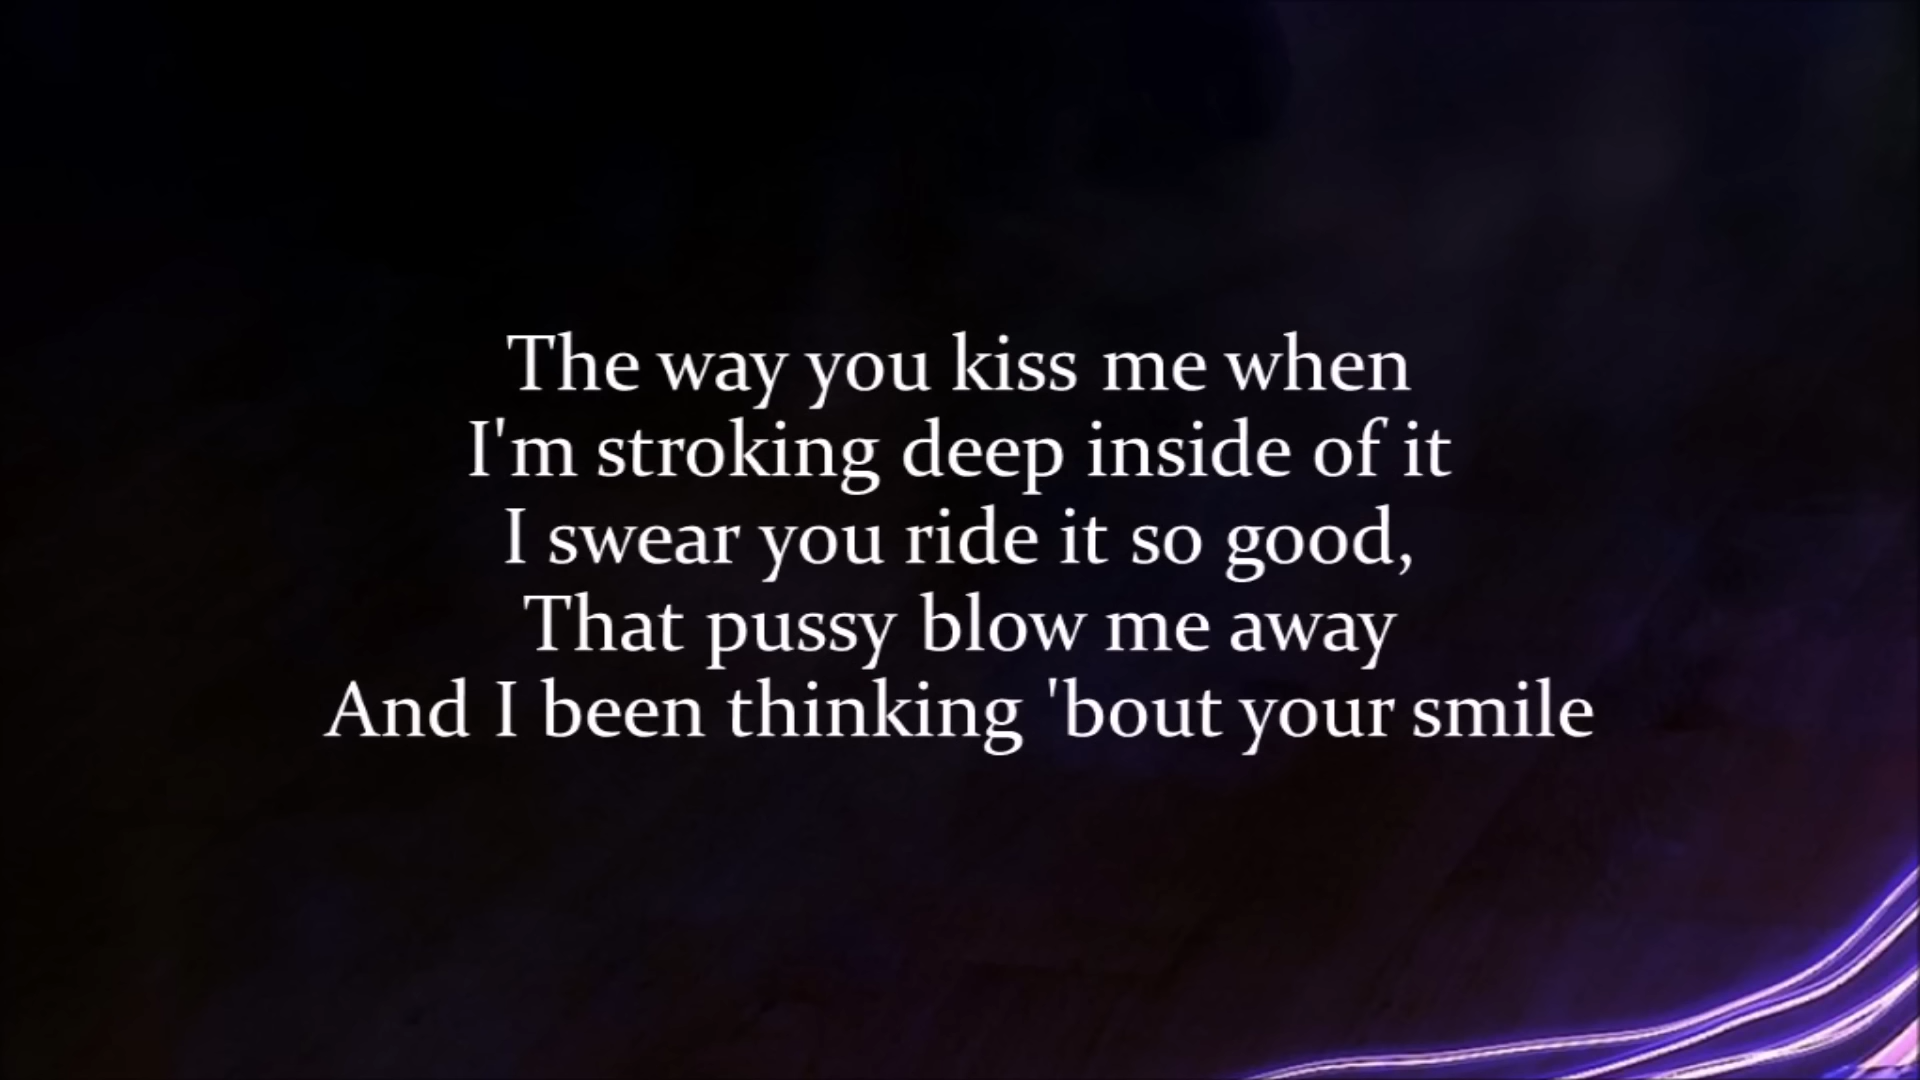 The way you kiss me when
I'm stroking deep inside of it
I swear you ride it so good,
That pussy blow me away
And I been thinking 'bout your smile